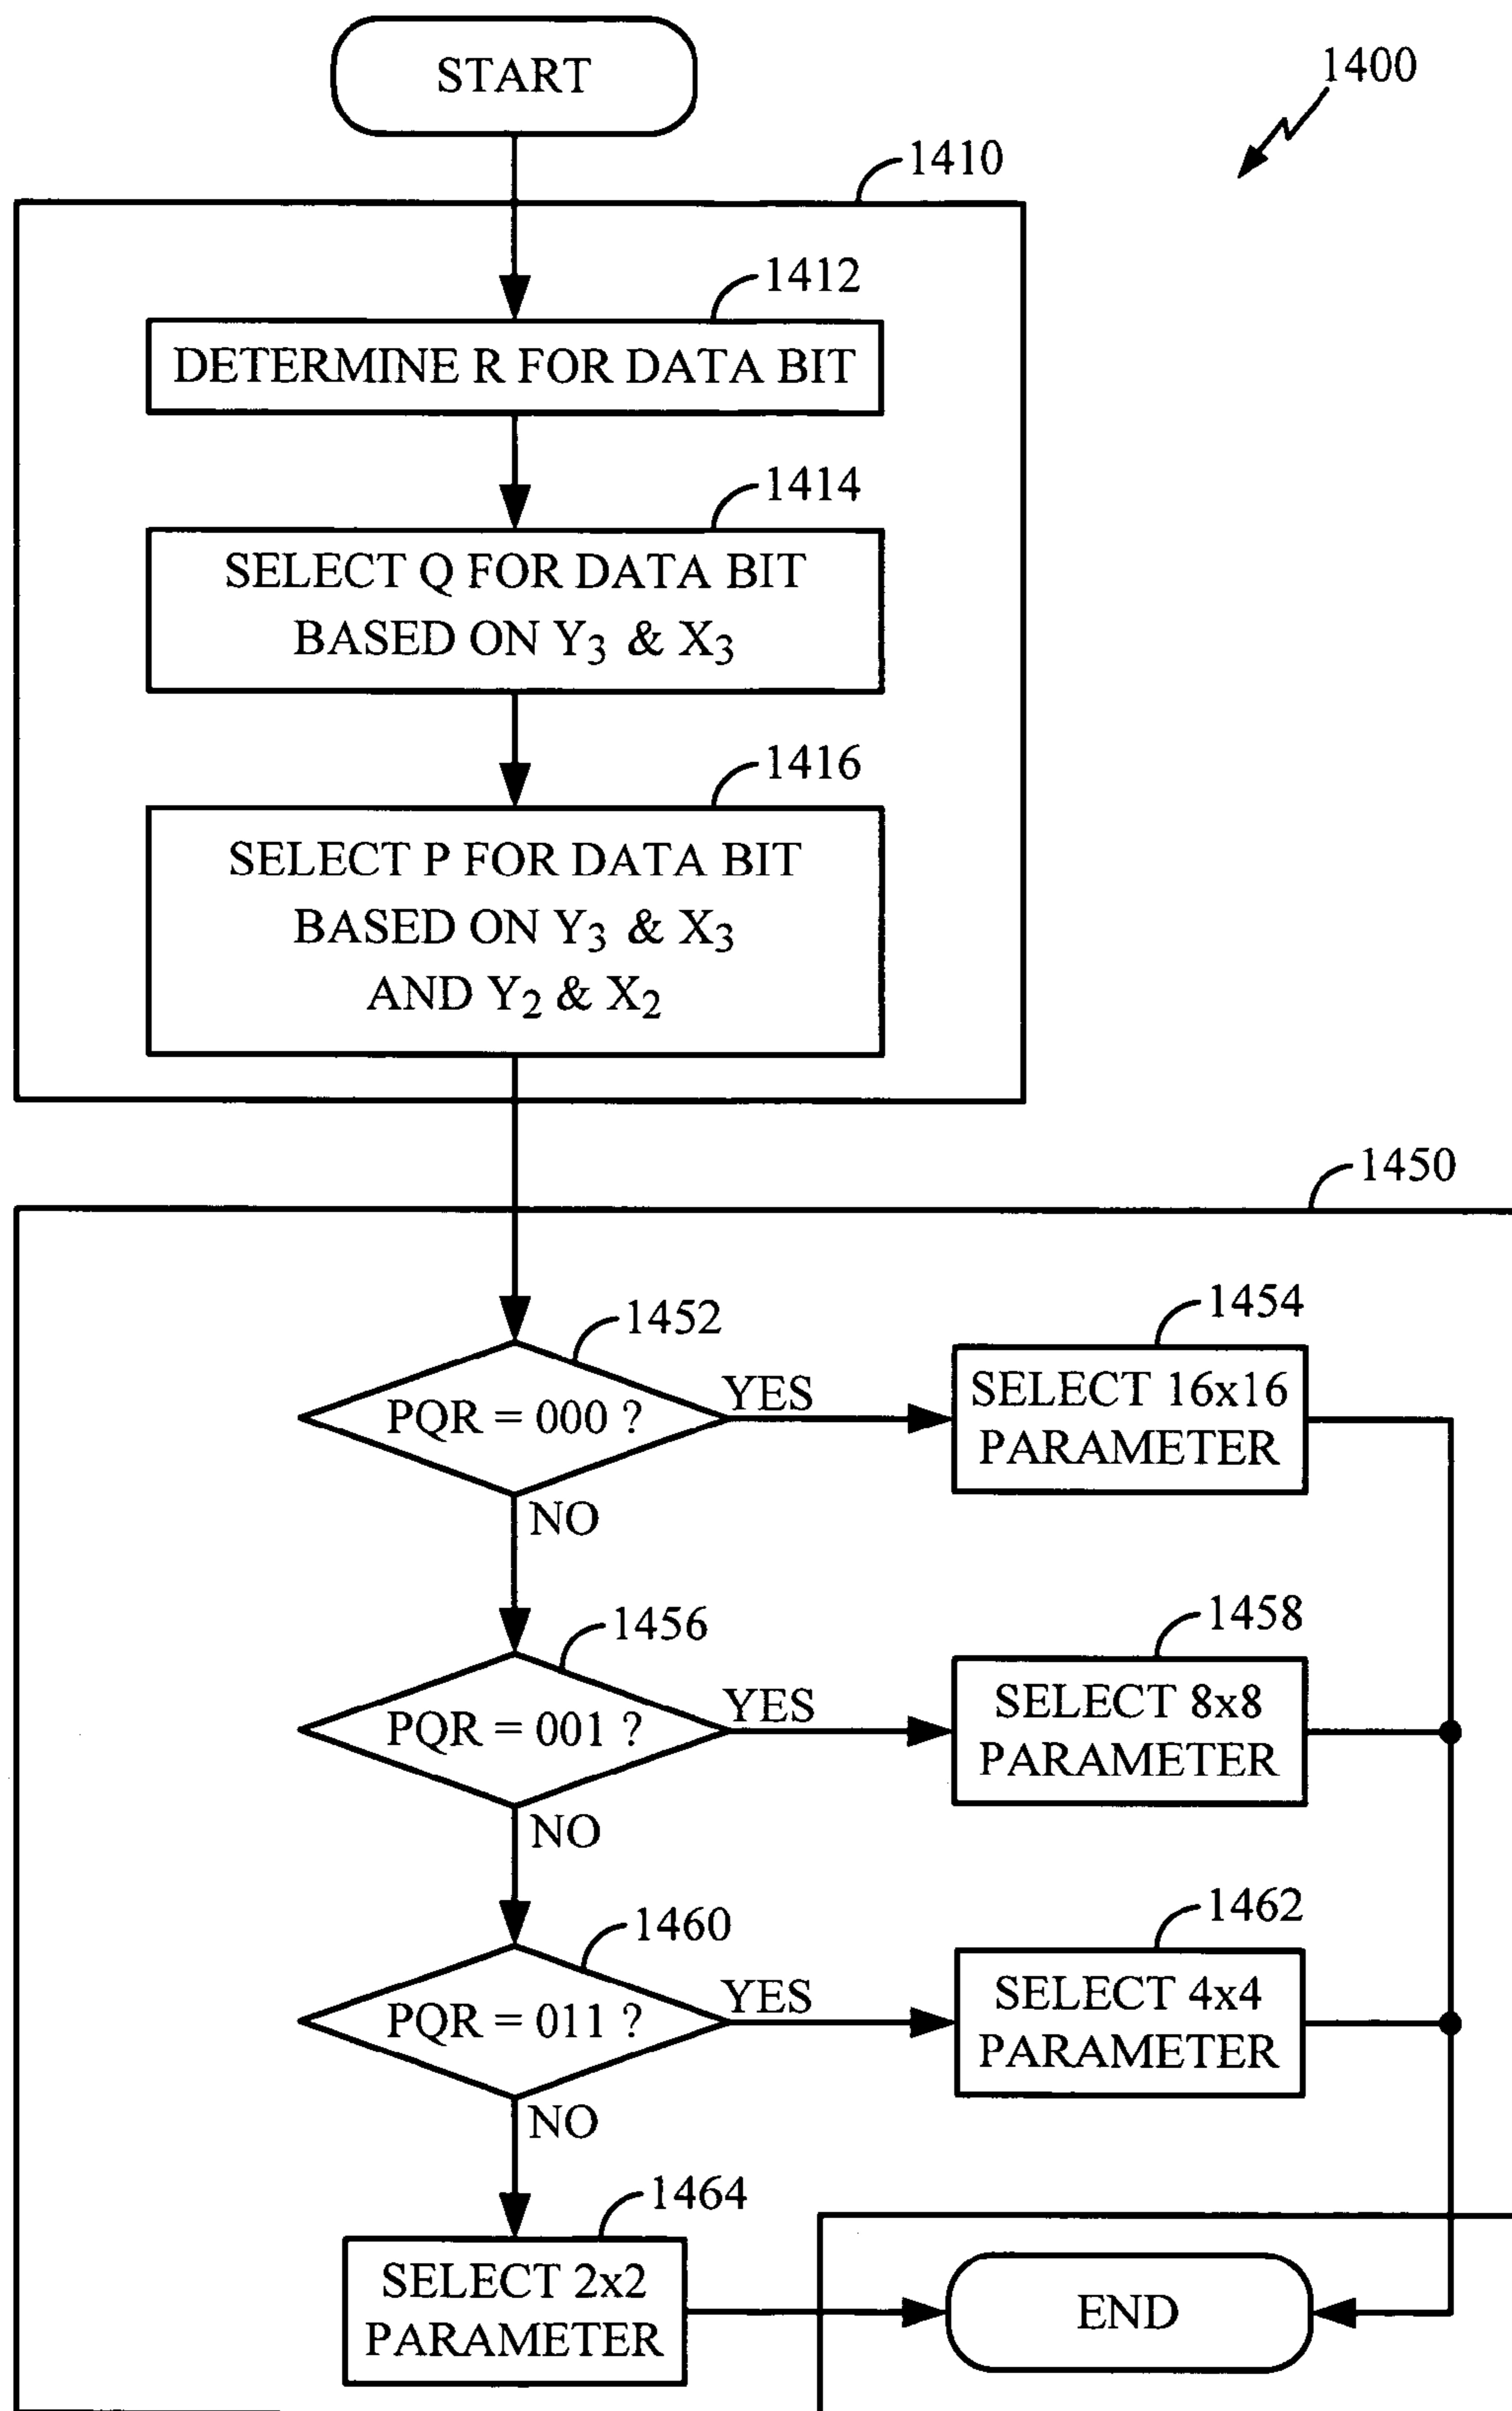 START
1400
1410
1412
DETERMINE R FOR DATA BIT
1414
SELECT Q FOR DATA BIT
BASED ON Y3 & X3
1416
SELECT P FOR DATA BIT
BASED ON Y3 & X3
AND Y2 & X2
1450
1452
PQR = 000 ?
YES
1454
SELECT 16x16
PARAMETER
NO
1456
PQR = 001 ?
YES
1458
SELECT 8x8
PARAMETER
NO
1460
PQR = 011 ?
YES
1462
SELECT 4x4
PARAMETER
NO
1464
SELECT 2x2
PARAMETER
END